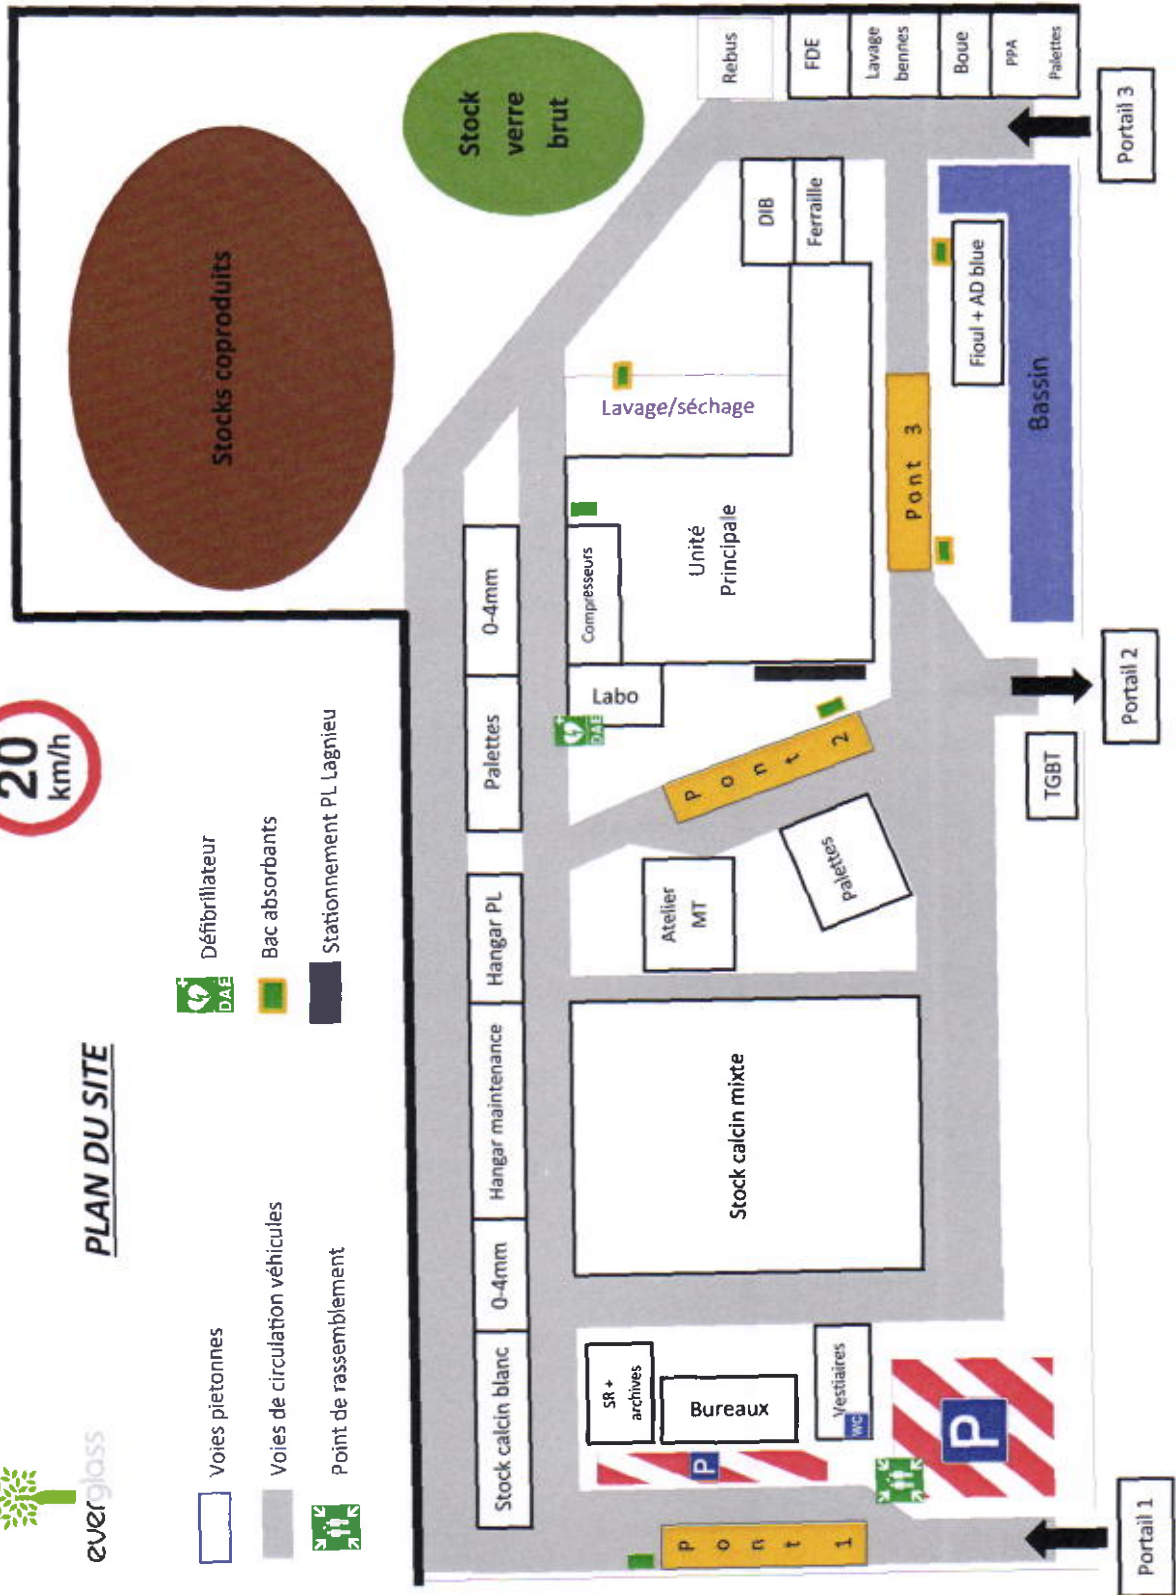 everglass
PLAN DU SITE
20
km/h
Voies pietonnes
Voies de circulation véhicules
Point de rassemblement
DAE
Défibrillateur
Bac absorbants
Stationnement PL Lagnieu
Stocks coproduits
Stock
verre
brut
Rebus
FDE
Lavage
bennes
Boue
PPA
Palettes
Stock calcin blanc
0-4mm
Hangar maintenance
Hangar PL
Palettes
0-4mm
SR +
archives
Bureaux
Vestiaires
WC
P
P
Stock calcin mixte
Atelier
MT
palettes
DAE
Labo
Compresseurs
Unité
Principale
Lavage/séchage
DIB
Ferraille
Pont 1
Pont 2
Pont 3
Fioul + AD blue
Bassin
TGBT
Portail 1
Portail 2
Portail 3